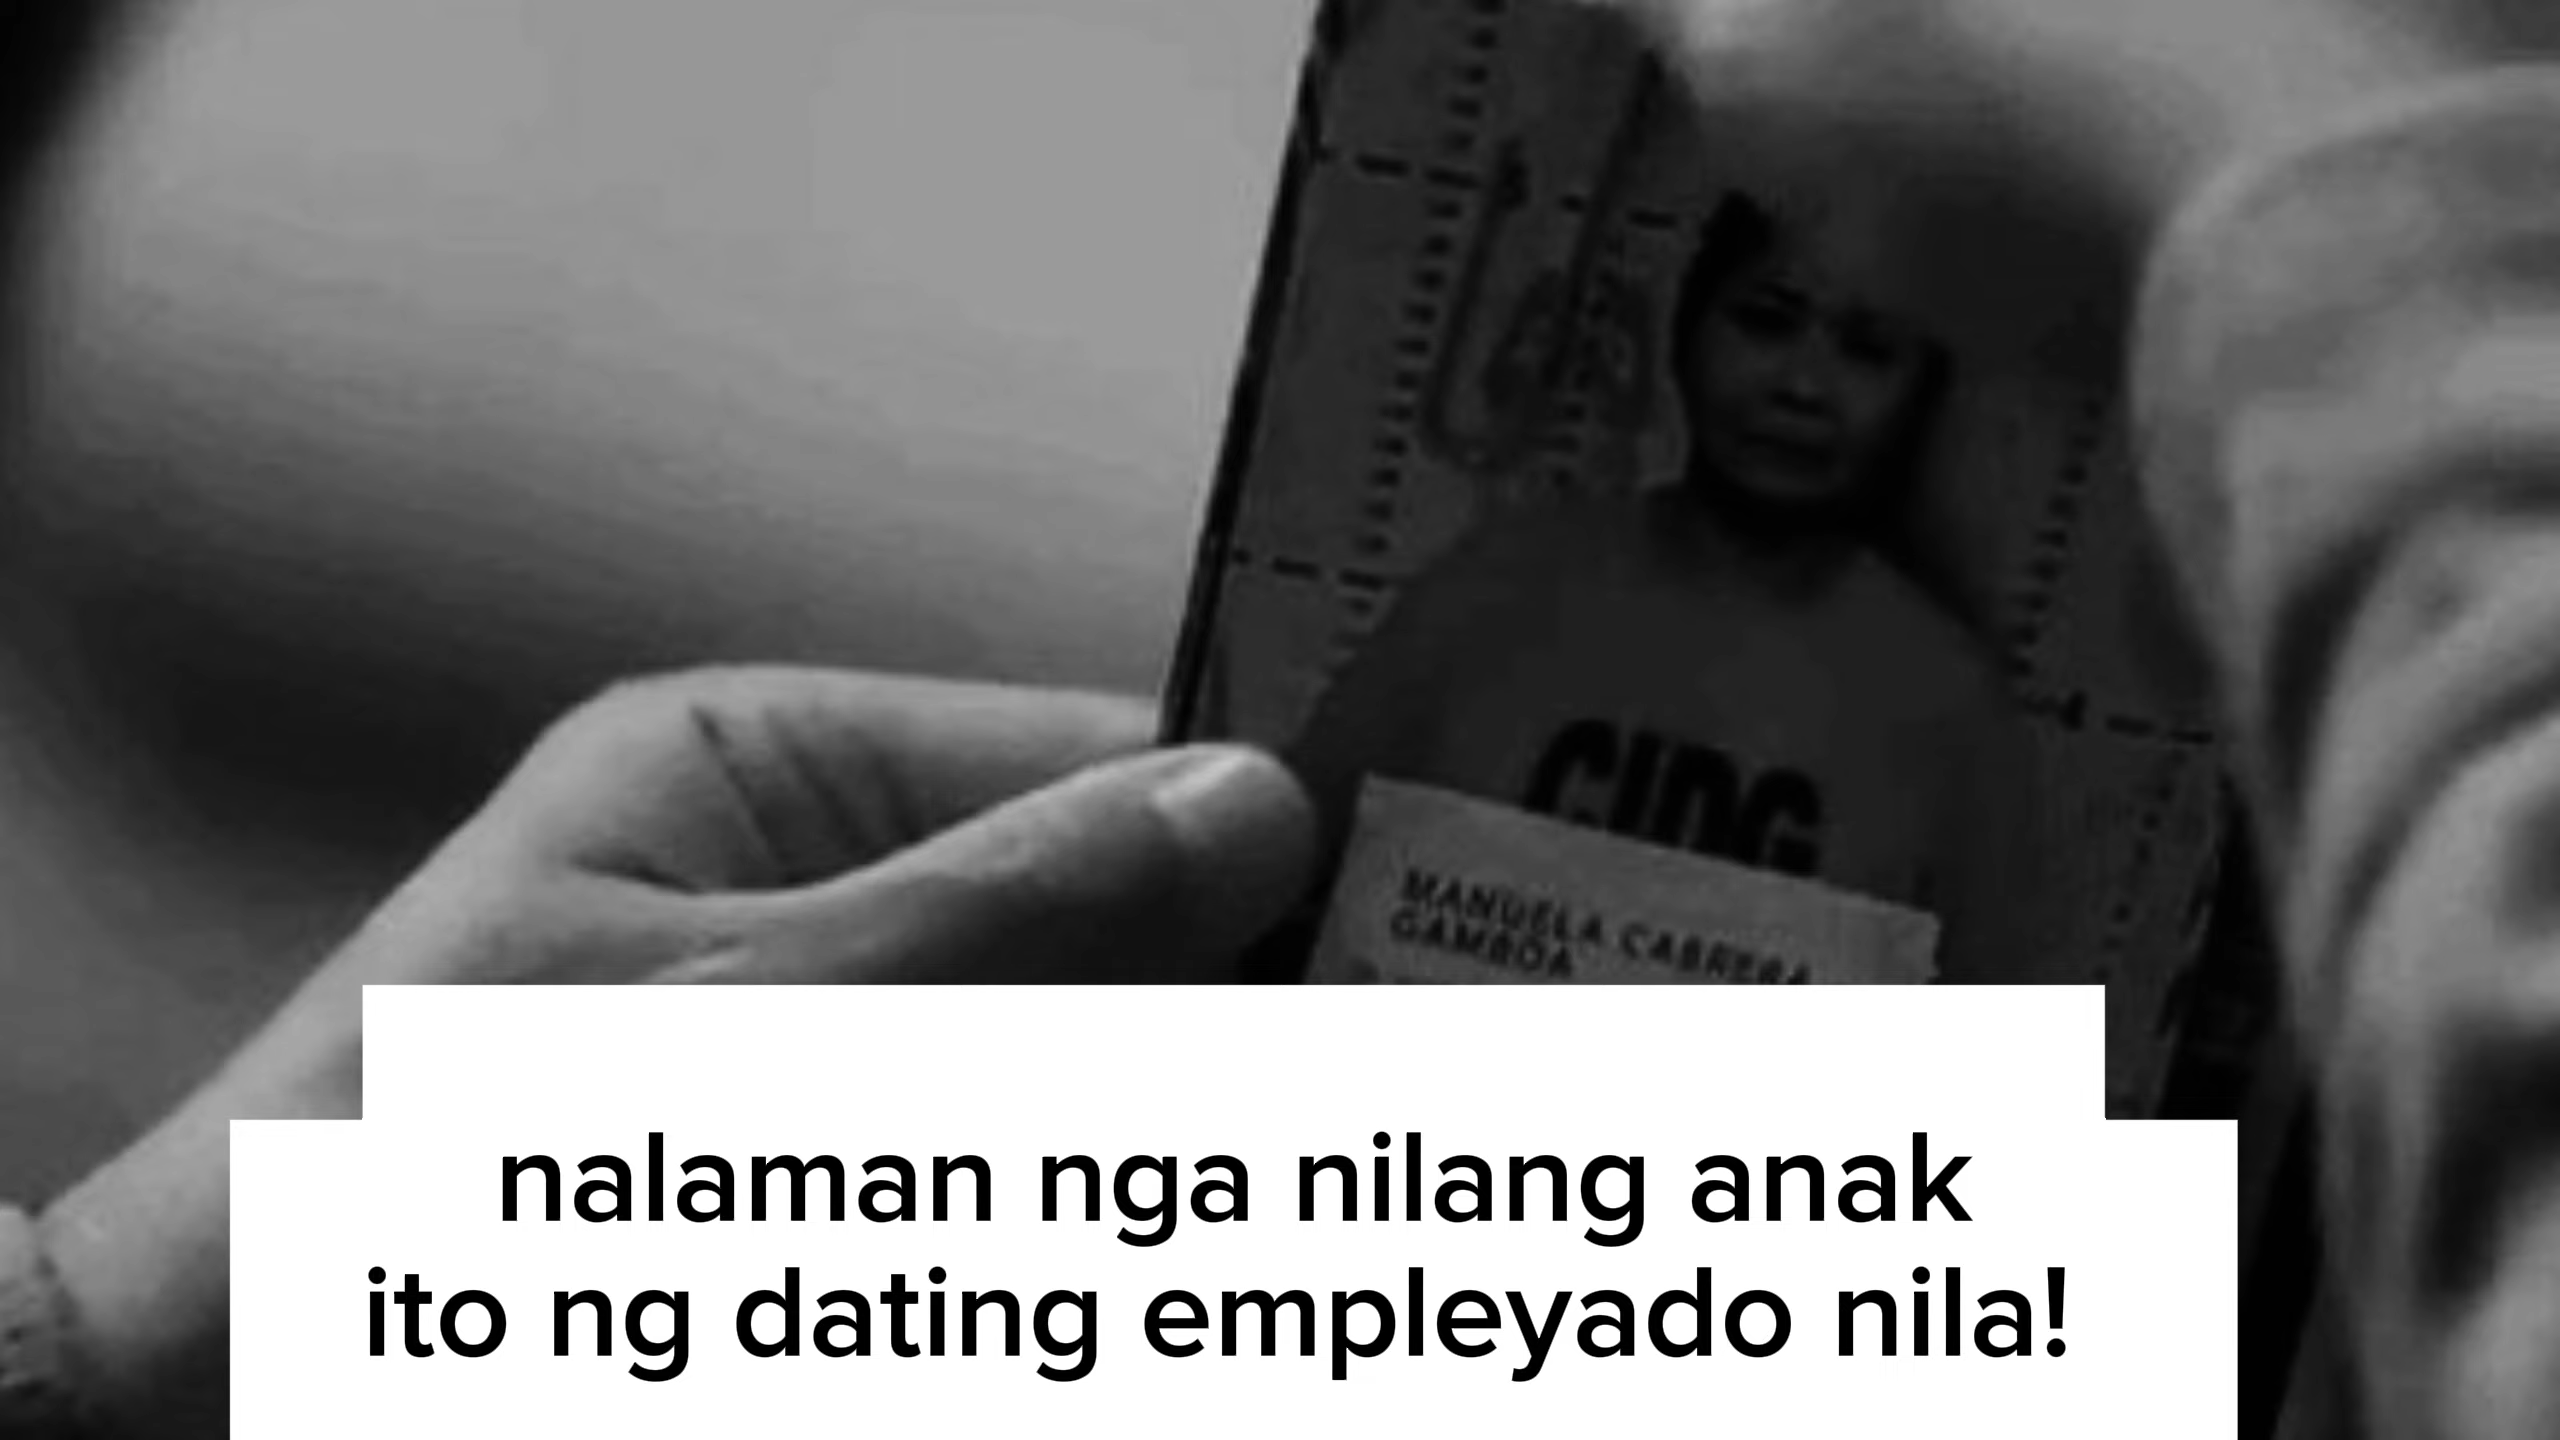 CIDG
MANUELA CABRERA
GAMBOA
nalaman nga nilang anak
ito ng dating empleyado nila!